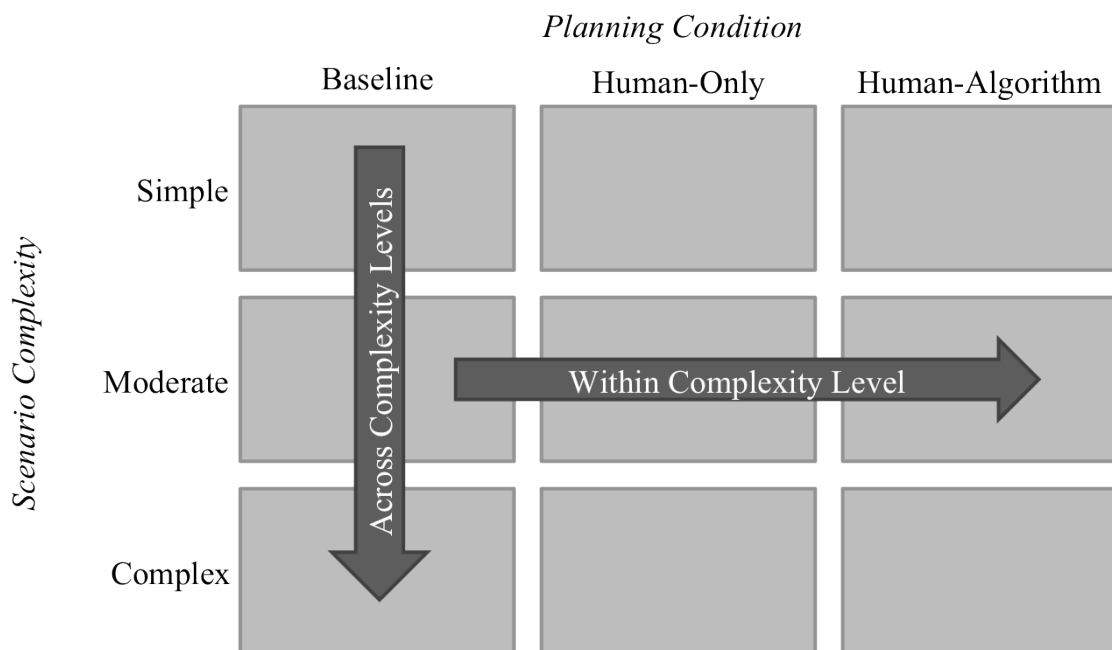 Planning Condition
Baseline
Human-Only
Human-Algorithm
Scenario Complexity
Simple
Across Complexity Levels
Moderate
Within Complexity Level
Complex